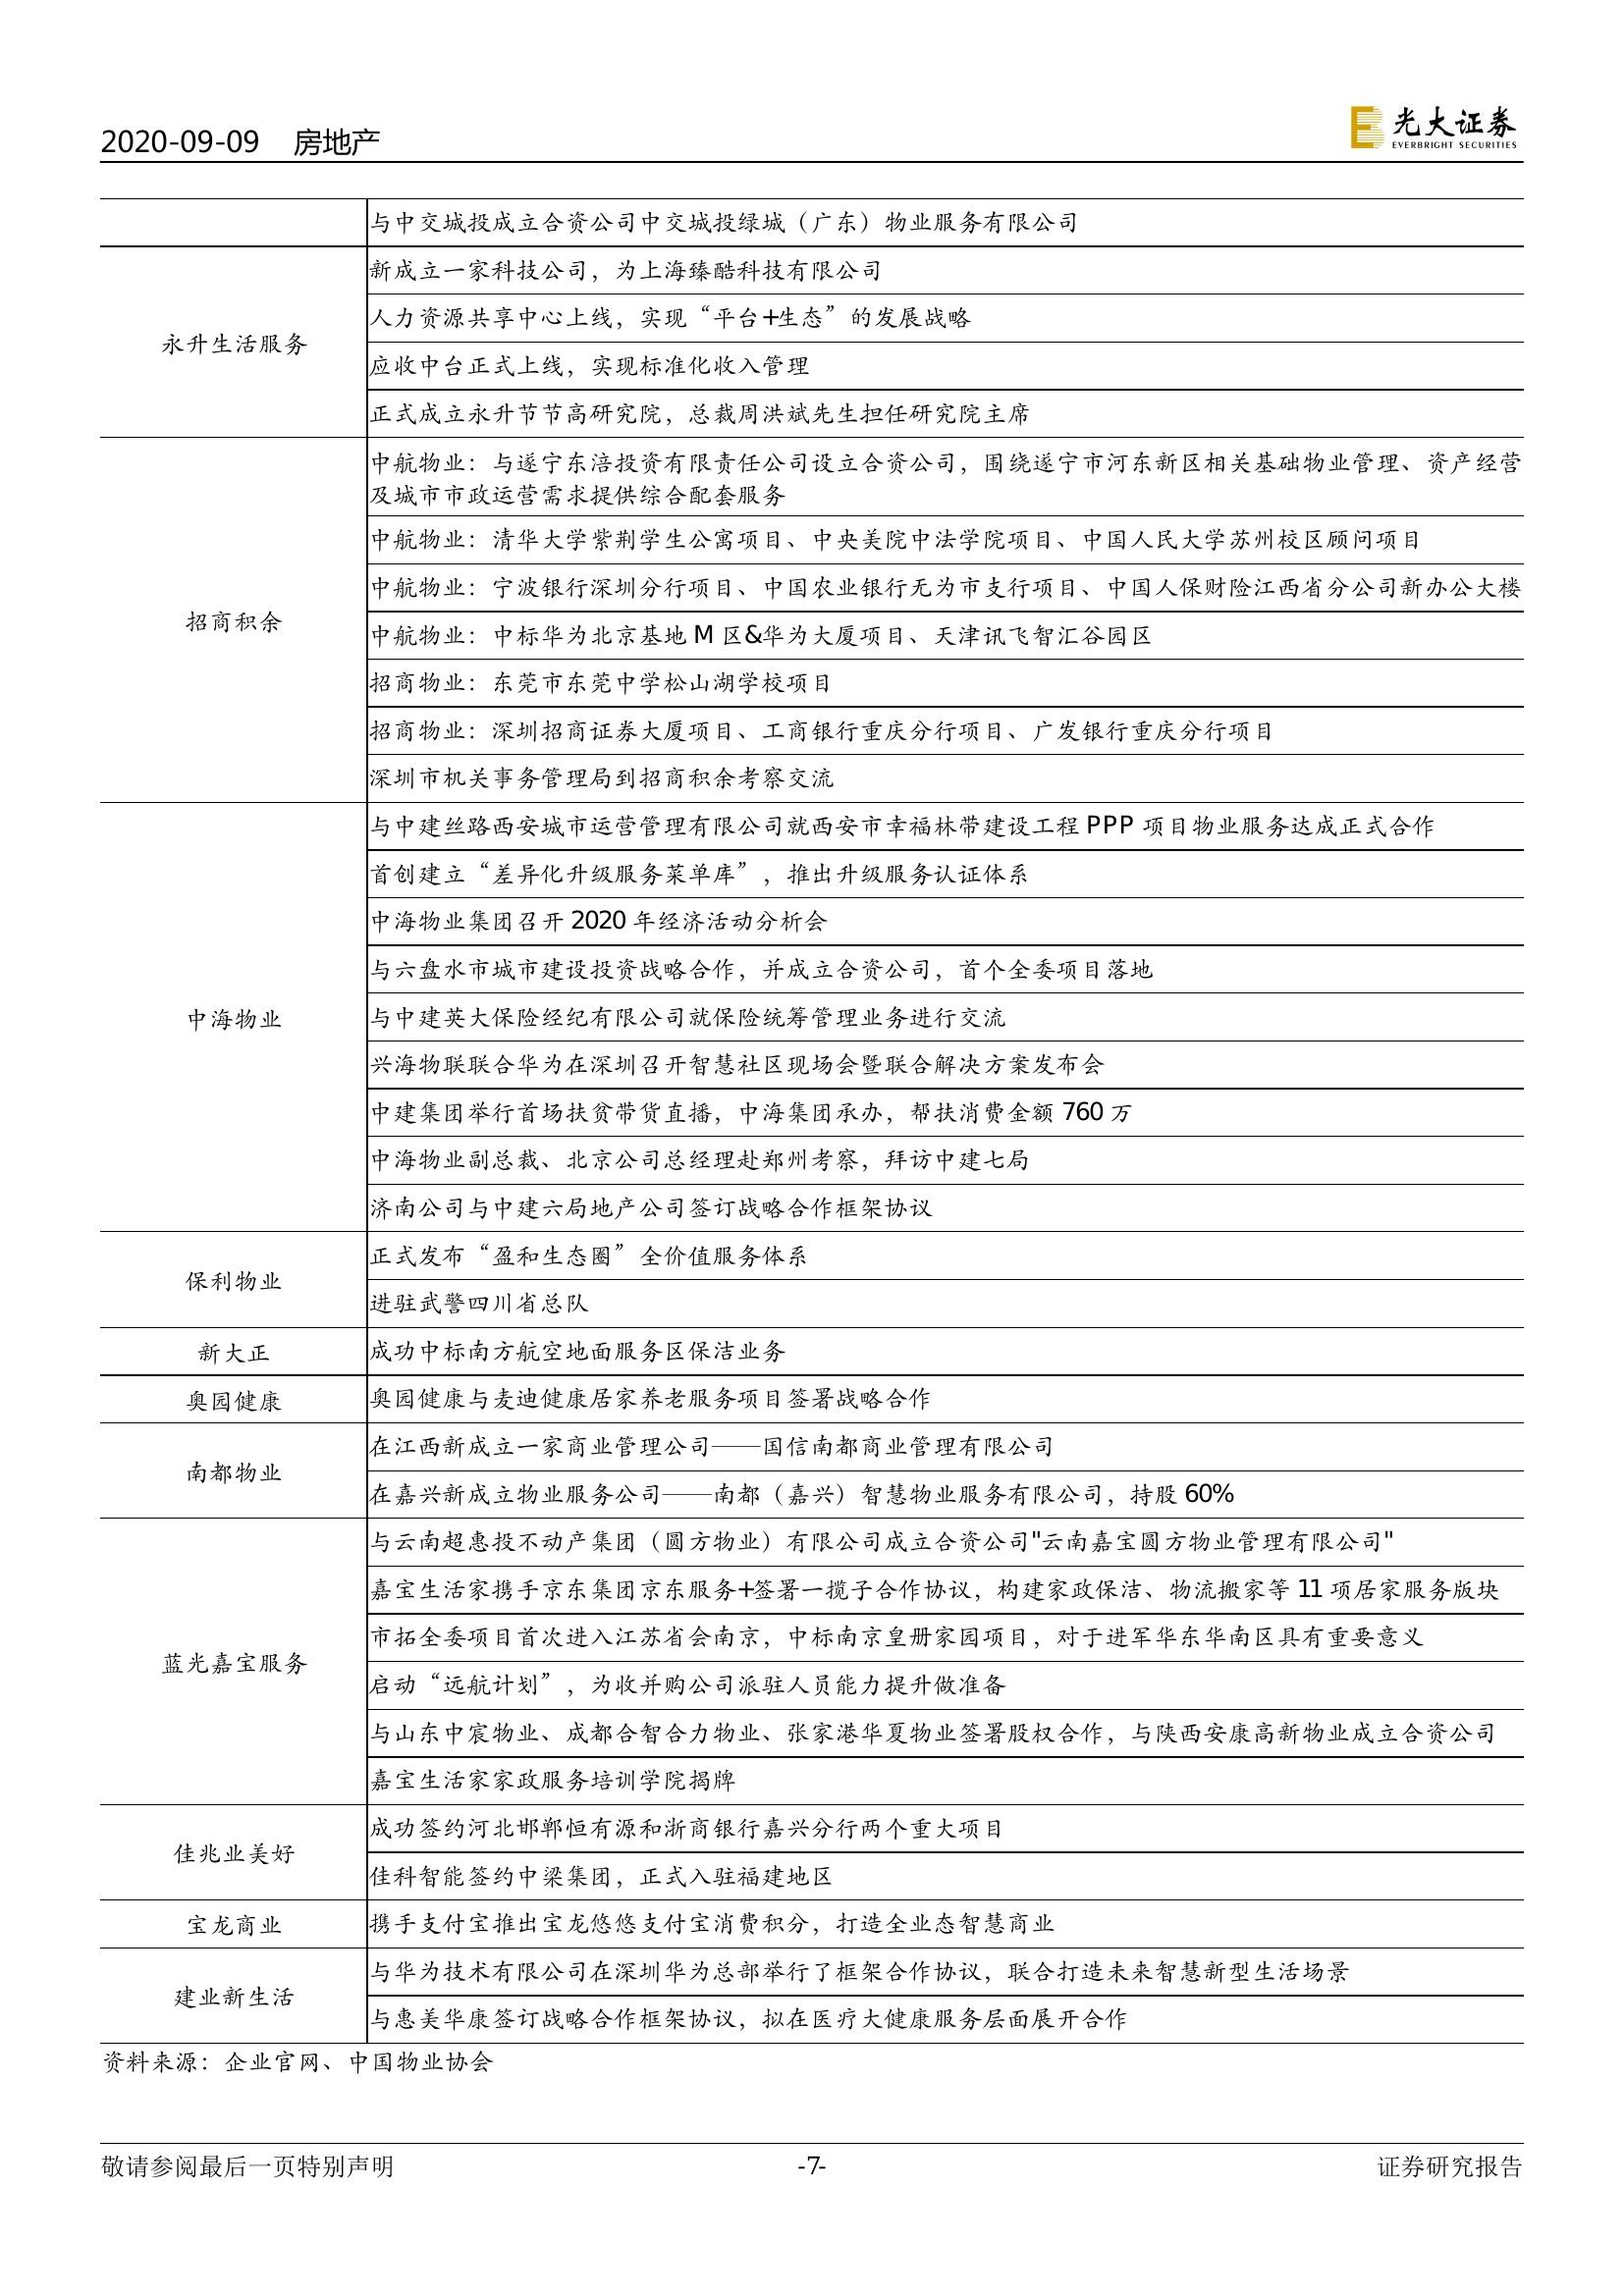 2020-09-09 房地产
光大证券
EVERBRIGHT SECURITIES
与中交城投成立合资公司中交城投绿城（广东）物业服务有限公司
永升生活服务
新成立一家科技公司，为上海臻酷科技有限公司
人力资源共享中心上线，实现“平台+生态”的发展战略
应收中台正式上线，实现标准化收入管理
正式成立永升节节高研究院，总裁周洪斌先生担任研究院主席
招商积余
中航物业：与遂宁东涪投资有限责任公司设立合资公司，围绕遂宁市河东新区相关基础物业管理、资产经营
及城市市政运营需求提供综合配套服务
中航物业：清华大学紫荆学生公寓项目、中央美院中法学院项目、中国人民大学苏州校区顾问项目
中航物业：宁波银行深圳分行项目、中国农业银行无为市支行项目、中国人保财险江西省分公司新办公大楼
中航物业：中标华为北京基地 M 区&华为大厦项目、天津讯飞智汇谷园区
招商物业：东莞市东莞中学松山湖学校项目
招商物业：深圳招商证券大厦项目、工商银行重庆分行项目、广发银行重庆分行项目
深圳市机关事务管理局到招商积余考察交流
中海物业
与中建丝路西安城市运营管理有限公司就西安市幸福林带建设工程 PPP 项目物业服务达成正式合作
首创建立“差异化升级服务菜单库”，推出升级服务认证体系
中海物业集团召开 2020 年经济活动分析会
与六盘水市城市建设投资战略合作，并成立合资公司，首个全委项目落地
与中建英大保险经纪有限公司就保险统筹管理业务进行交流
兴海物联联合华为在深圳召开智慧社区现场会暨联合解决方案发布会
中建集团举行首场扶贫带货直播，中海集团承办，帮扶消费金额 760 万
中海物业副总裁、北京公司总经理赴郑州考察，拜访中建七局
济南公司与中建六局地产公司签订战略合作框架协议
保利物业
正式发布“盈和生态圈”全价值服务体系
进驻武警四川省总队
新大正
成功中标南方航空地面服务区保洁业务
奥园健康
奥园健康与麦迪健康居家养老服务项目签署战略合作
南都物业
在江西新成立一家商业管理公司——国信南都商业管理有限公司
在嘉兴新成立物业服务公司——南都（嘉兴）智慧物业服务有限公司，持股 60%
蓝光嘉宝服务
与云南超惠投不动产集团（圆方物业）有限公司成立合资公司"云南嘉宝圆方物业管理有限公司"
嘉宝生活家携手京东集团京东服务+签署一揽子合作协议，构建家政保洁、物流搬家等 11 项居家服务版块
市拓全委项目首次进入江苏省会南京，中标南京皇册家园项目，对于进军华东华南区具有重要意义
启动“远航计划”，为收并购公司派驻人员能力提升做准备
与山东中宸物业、成都合智合力物业、张家港华夏物业签署股权合作，与陕西安康高新物业成立合资公司
嘉宝生活家家政服务培训学院揭牌
佳兆业美好
成功签约河北邯郸恒有源和浙商银行嘉兴分行两个重大项目
佳科智能签约中梁集团，正式入驻福建地区
宝龙商业
携手支付宝推出宝龙悠悠支付宝消费积分，打造全业态智慧商业
建业新生活
与华为技术有限公司在深圳华为总部举行了框架合作协议，联合打造未来智慧新型生活场景
与惠美华康签订战略合作框架协议，拟在医疗大健康服务层面展开合作
资料来源：企业官网、中国物业协会
敬请参阅最后一页特别声明
-7-
证券研究报告